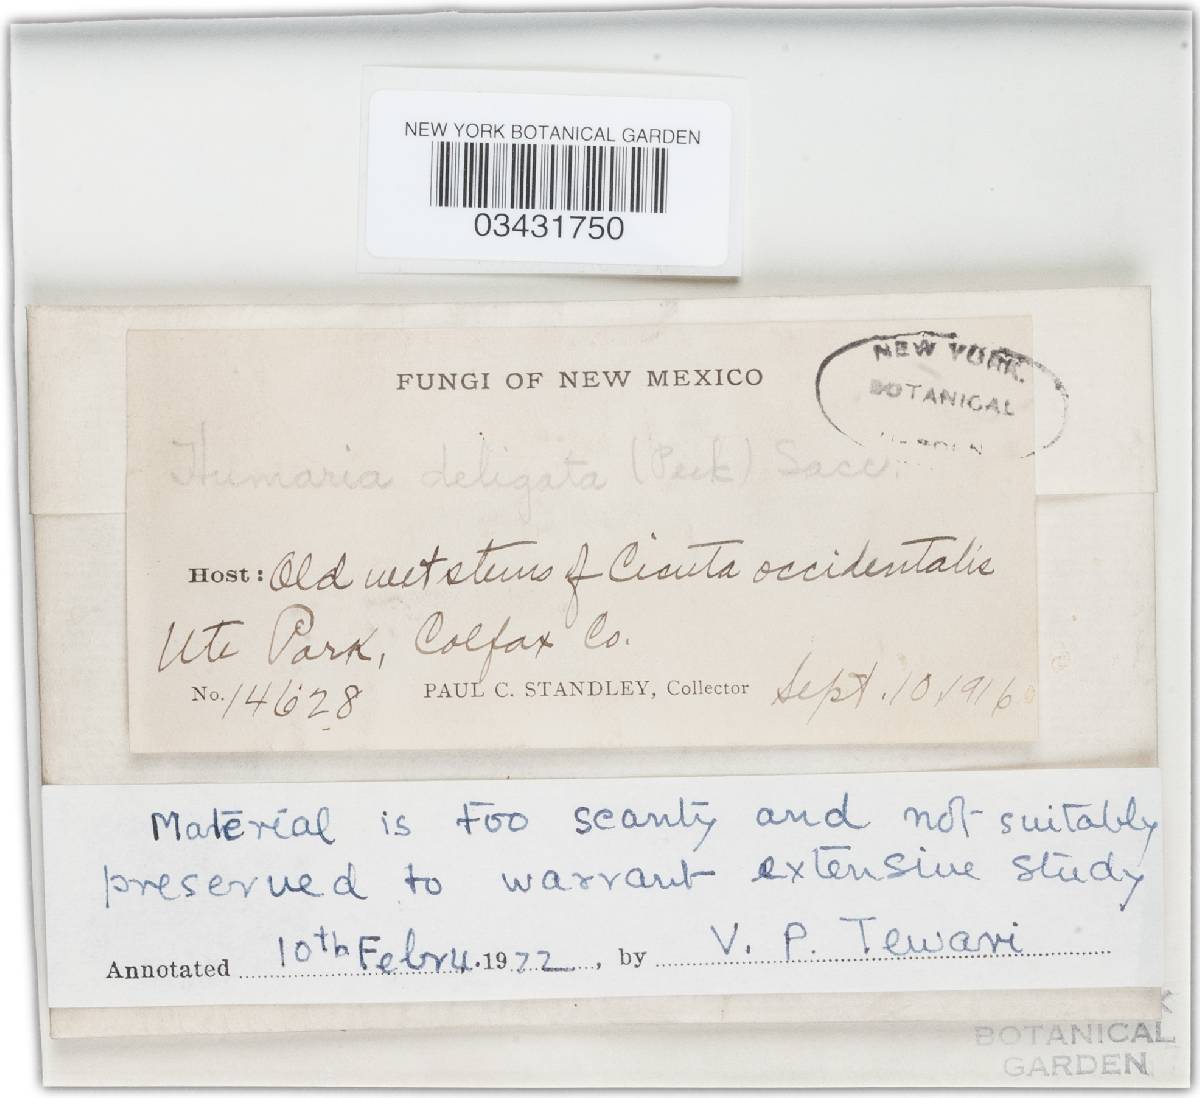 NEW YORK BOTANICAL GARDEN
03431750
NEW YORK
BOTANICAL
FUNGI OF NEW MEXICO
Humaria deligata (Peck) Sacc.
Host: Old wet stems of Cicuta occidentalis
Ute Park, Colfax Co.
No. 14628 PAUL C. STANDLEY, Collector Sept. 10, 1916
Material is too scanty and not suitably
preserved to warrant extensive study
Annotated 10th Febru. 1972, by V. P. Tewari
BOTANICAL
GARDEN